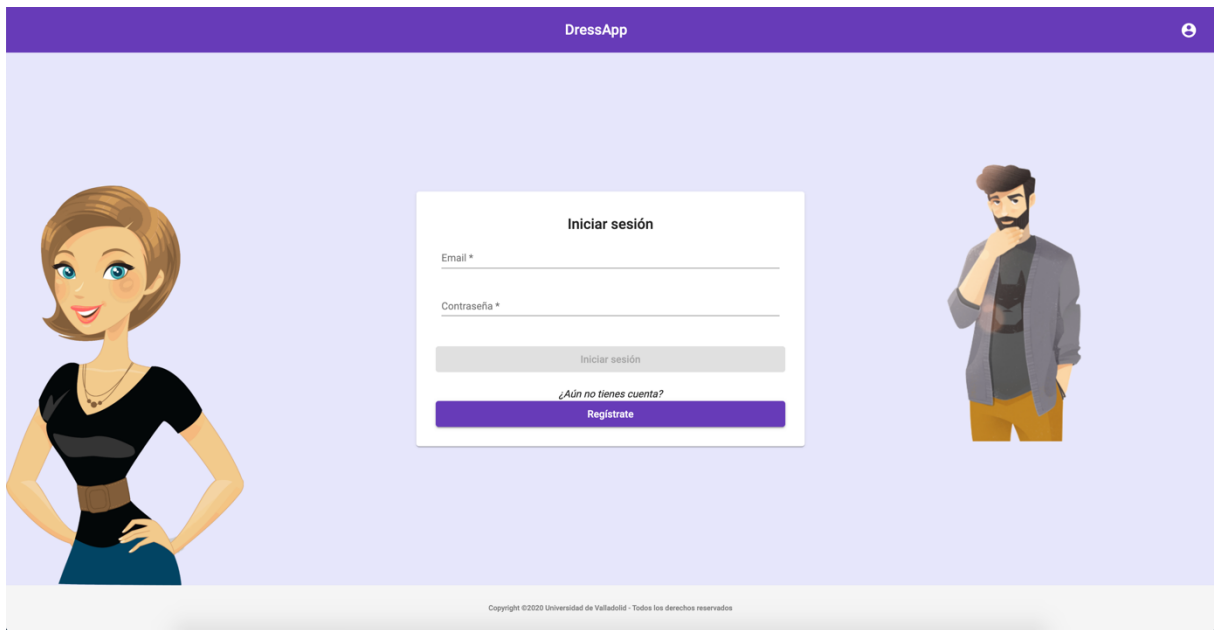 DressApp
Iniciar sesión
Email *
Contraseña *
Iniciar sesión
¿Aún no tienes cuenta?
Regístrate
Copyright ©2020 Universidad de Valladolid - Todos los derechos reservados